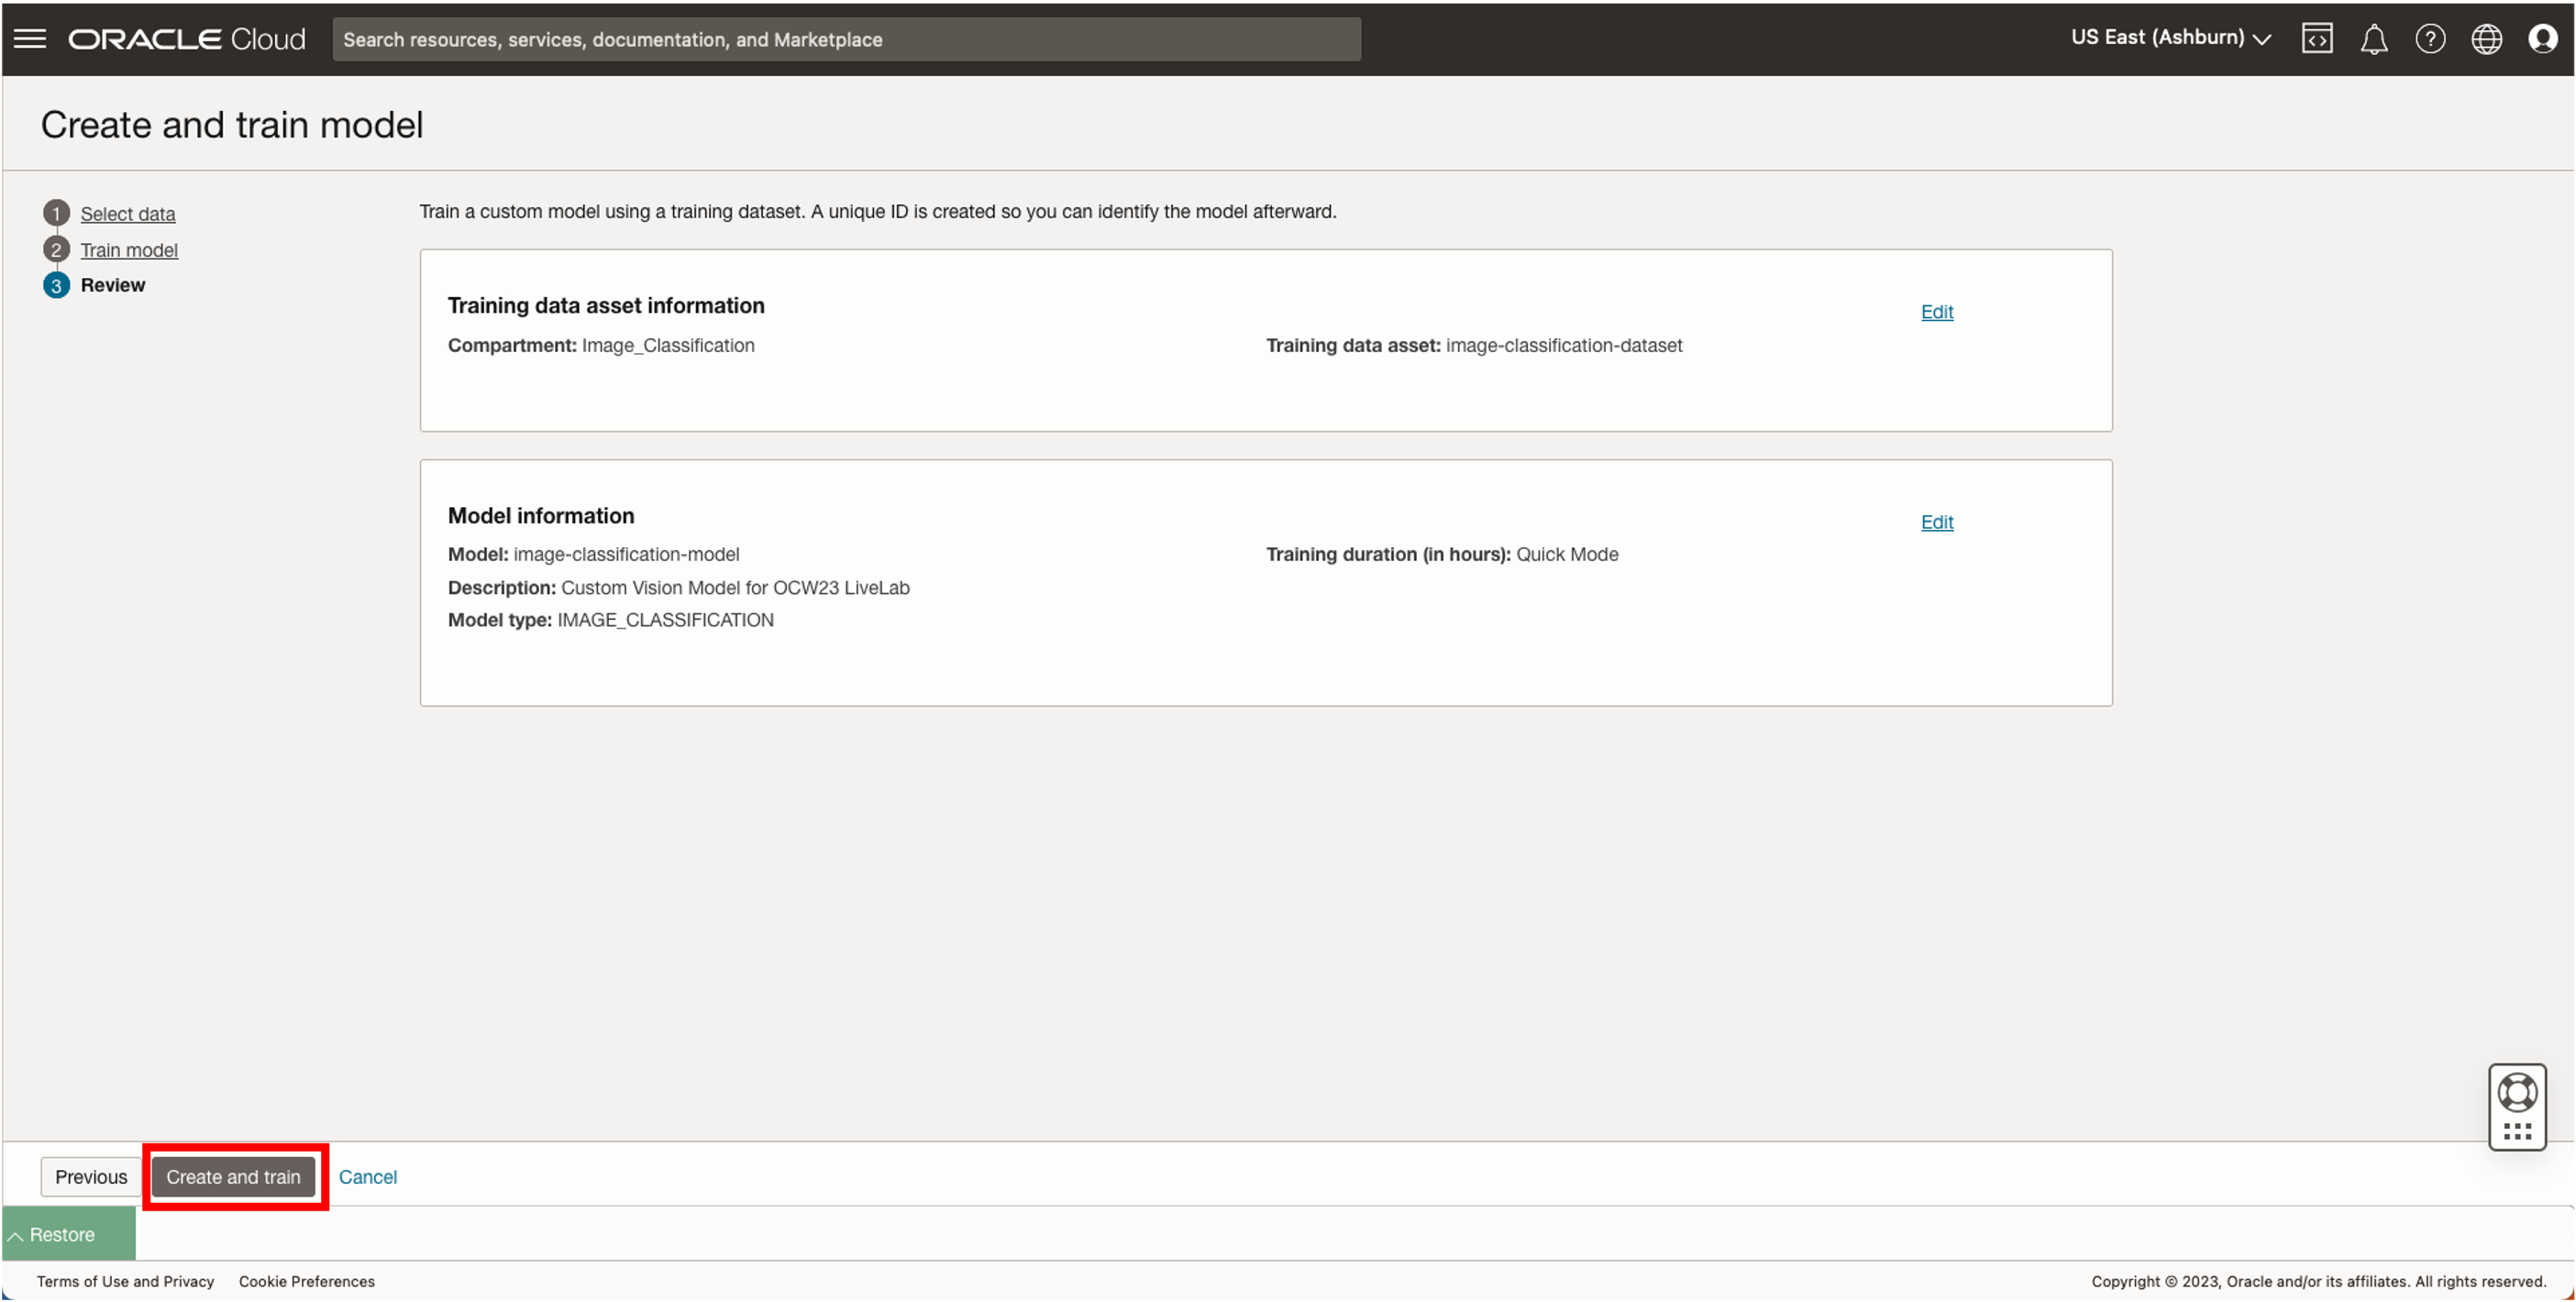 ORACLE Cloud
Search resources, services, documentation, and Marketplace
US East (Ashburn)
Create and train model
1 Select data
2 Train model
3 Review
Train a custom model using a training dataset. A unique ID is created so you can identify the model afterward.
Training data asset information
Edit
Compartment: Image_Classification
Training data asset: image-classification-dataset
Model information
Edit
Model: image-classification-model
Training duration (in hours): Quick Mode
Description: Custom Vision Model for OCW23 LiveLab
Model type: IMAGE_CLASSIFICATION
Previous
Create and train
Cancel
Restore
Terms of Use and Privacy
Cookie Preferences
Copyright © 2023, Oracle and/or its affiliates. All rights reserved.